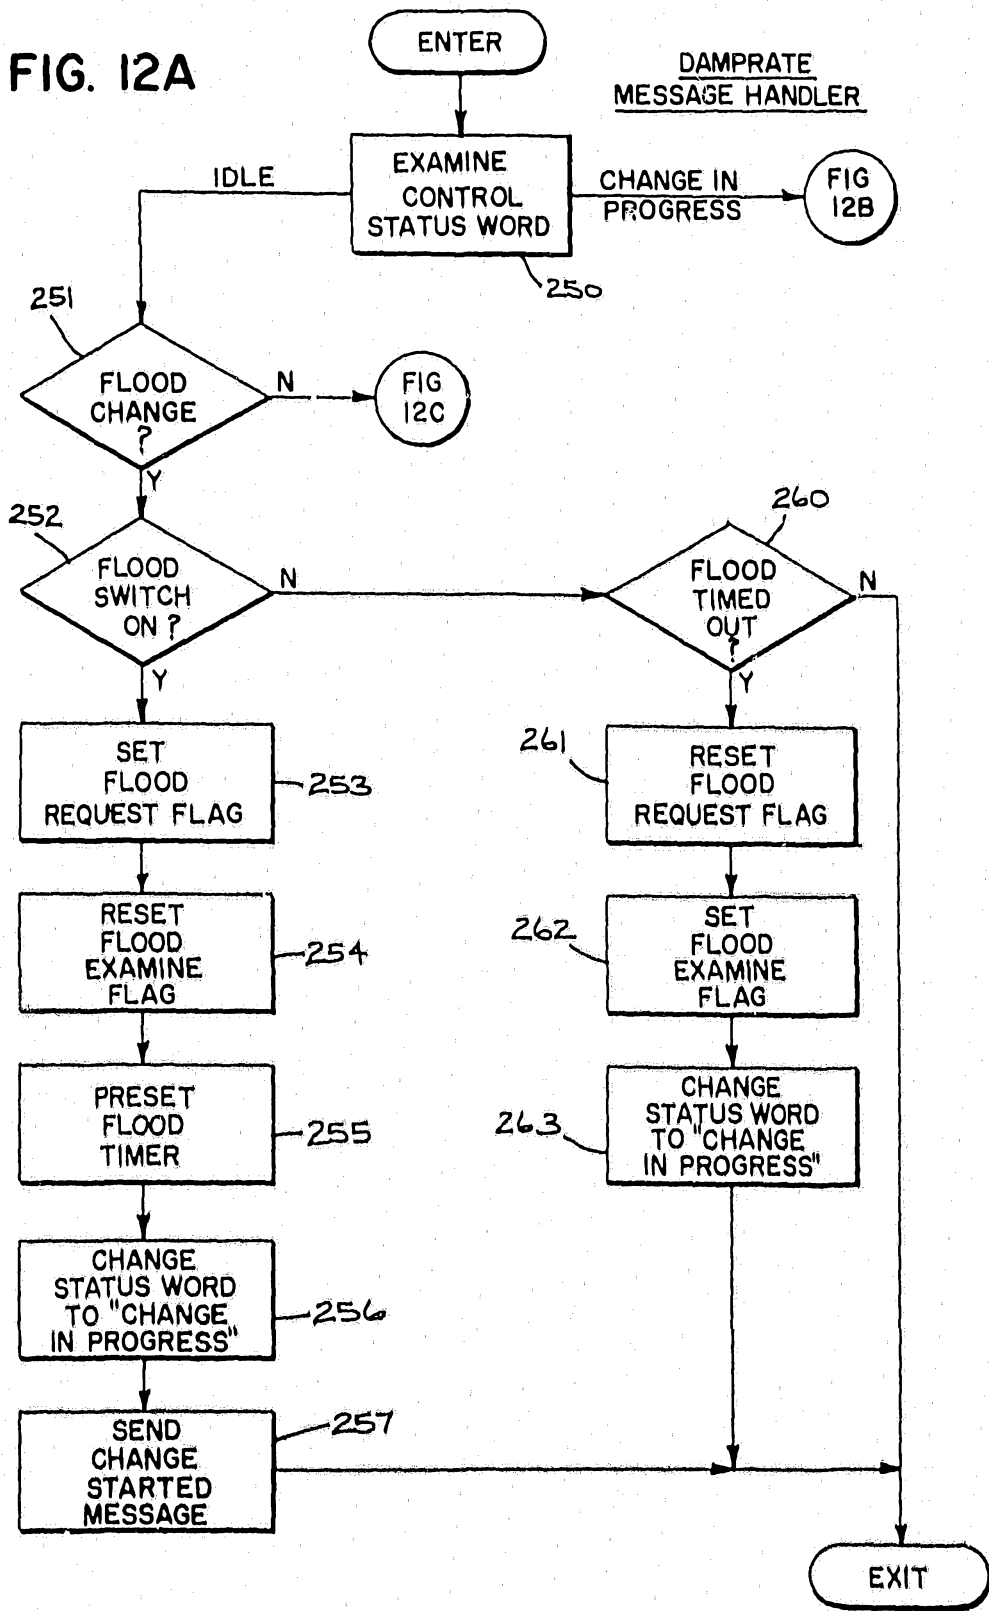 FIG. 12A
ENTER
DAMPRATE
MESSAGE HANDLER
EXAMINE
CONTROL
STATUS WORD
IDLE
CHANGE IN
PROGRESS
FIG
12B
250
251
FLOOD
CHANGE
?
N
FIG
12C
Y
252
FLOOD
SWITCH
ON ?
N
260
FLOOD
TIMED
OUT
?
N
Y
Y
SET
FLOOD
REQUEST FLAG
253
261
RESET
FLOOD
REQUEST FLAG
RESET
FLOOD
EXAMINE
FLAG
254
262
SET
FLOOD
EXAMINE
FLAG
PRESET
FLOOD
TIMER
255
263
CHANGE
STATUS WORD
TO "CHANGE
IN PROGRESS"
CHANGE
STATUS WORD
TO "CHANGE
IN PROGRESS"
256
SEND
CHANGE
STARTED
MESSAGE
257
EXIT